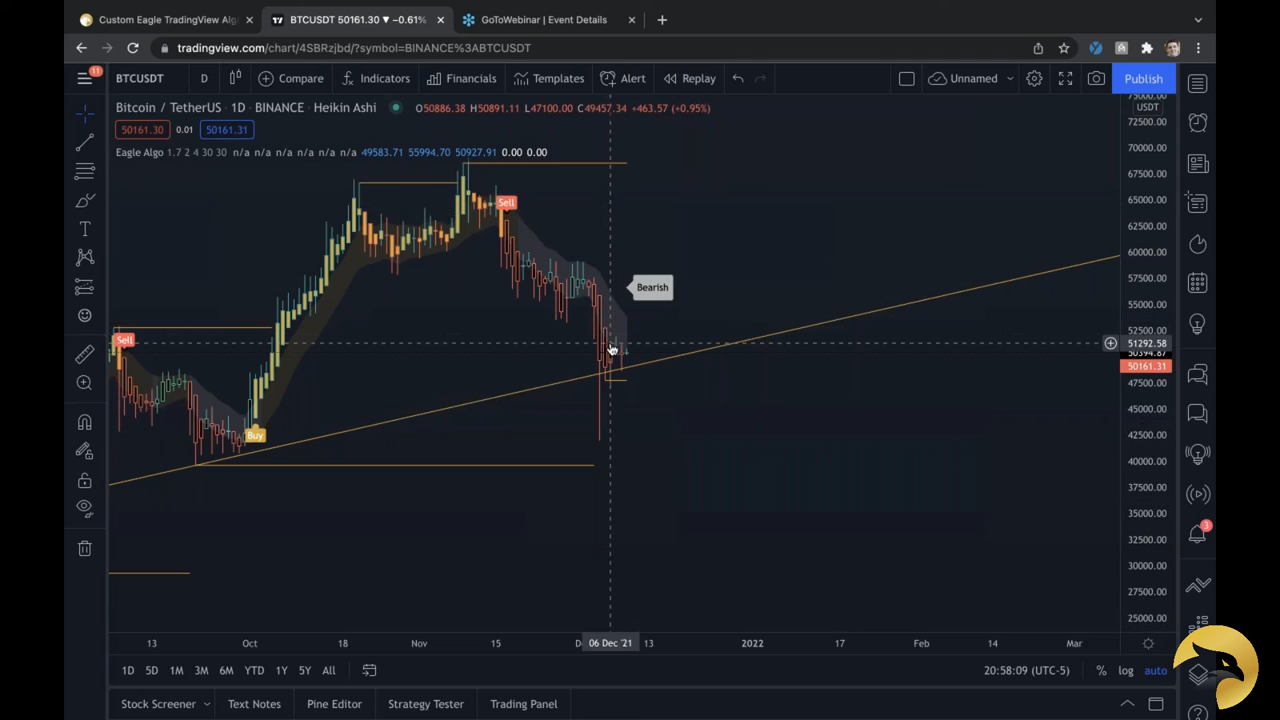 Custom Eagle TradingView Alg
BTCUSDT 50161.30 ▼ −0.61%
GoToWebinar | Event Details
tradingview.com/chart/4SBRzjbd/?symbol=BINANCE%3ABTCUSDT
11
BTCUSDT D Compare Indicators Financials Templates Alert Replay Unnamed Publish
Bitcoin / TetherUS · 1D · BINANCE · Heikin Ashi O50886.38 H50891.11 L47100.00 C49457.34 +463.57 (+0.95%)
50161.30 0.01 50161.31
Eagle Algo 1.7 2 4 30 30 n/a n/a n/a n/a n/a n/a 49583.71 55994.70 50927.91 0.00 0.00
75000.00
USDT
72500.00
70000.00
67500.00
65000.00
62500.00
60000.00
57500.00
55000.00
52500.00
51292.58
50394.87
50161.31
47500.00
45000.00
42500.00
40000.00
37500.00
35000.00
32500.00
30000.00
27500.00
25000.00
Sell
Bearish
Sell
Buy
3
13 Oct 18 Nov 15 D 06 Dec '21 13 2022 17 Feb 14 Mar
1D 5D 1M 3M 6M YTD 1Y 5Y All 20:58:09 (UTC-5) % log auto
Stock Screener Text Notes Pine Editor Strategy Tester Trading Panel